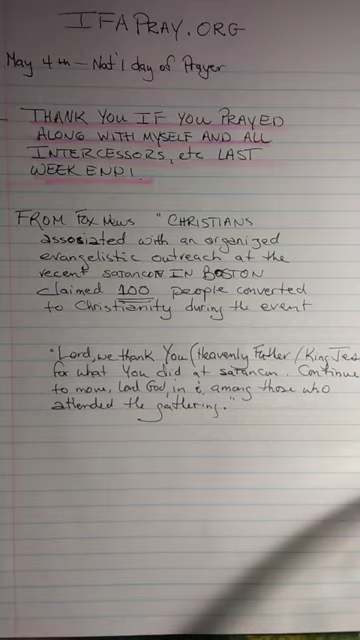 IFAPRAY.ORG
May 4th - Nat'l day of Prayer
- THANK YOU IF YOU PRAYED
ALONG WITH MYSELF AND ALL
INTERCESSORS, etc LAST
WEEK END!
FROM Fox News "CHRISTIANS
assosiated with an organized
evangelistic outreach at the
recent satancon IN BOSTON
claimed 100 people converted
to Christianity during the event
"Lord, we thank You (Heavenly Father / King Jes
for what You did at satancon. Continue
to move, Lord God, in & among those who
attended the gathering."